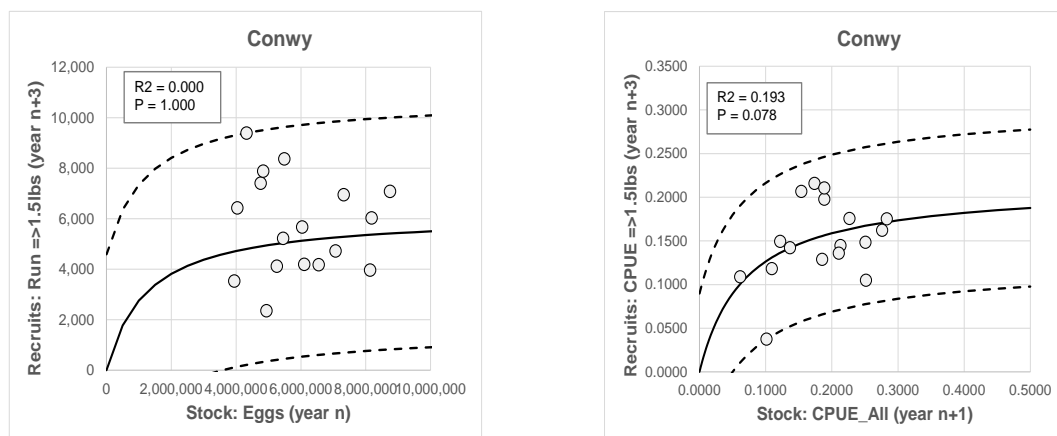 Conwy
Recruits: Run =>1.5lbs (year n+3)
12,000
10,000
8,000
6,000
4,000
2,000
0
R2 = 0.000
P = 1.000
0 2,000,000 4,000,000 6,000,000 8,000,000 10,000,000
Stock: Eggs (year n)
Conwy
Recruits: CPUE =>1.5lbs (year n+3)
0.3500
0.3000
0.2500
0.2000
0.1500
0.1000
0.0500
0.0000
R2 = 0.193
P = 0.078
0.0000 0.1000 0.2000 0.3000 0.4000 0.5000
Stock: CPUE_All (year n+1)